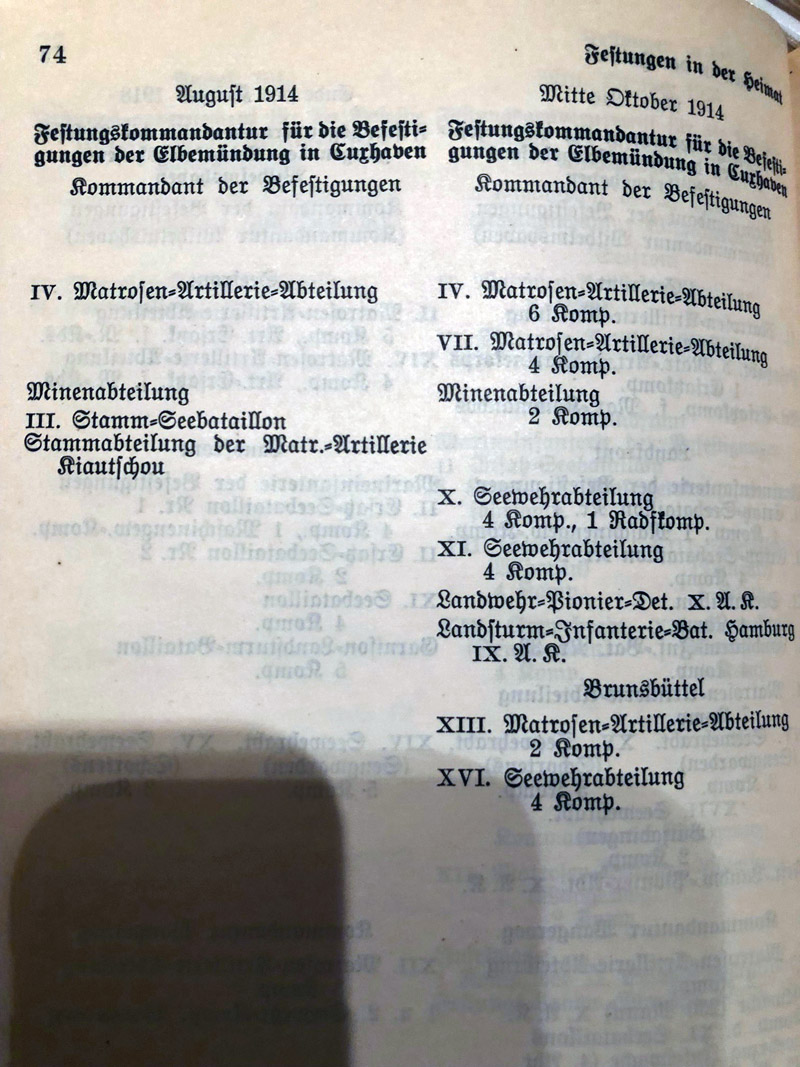 74
Festungen in der Heimat
August 1914
Festungskommandantur für die Befesti-
gungen der Elbemündung in Cuxhaven
Kommandant der Befestigungen
IV. Matrosen-Artillerie-Abteilung
Minenabteilung
III. Stamm-Seebataillon
Stammabteilung der Matr.-Artillerie
Kiautschou
Mitte Oktober 1914
Festungskommandantur für die Befesti-
gungen der Elbemündung in Cuxhaven
Kommandant der Befestigungen
IV. Matrosen-Artillerie-Abteilung
6 Komp.
VII. Matrosen-Artillerie-Abteilung
4 Komp.
Minenabteilung
2 Komp.
X. Seewehrabteilung
4 Komp., 1 Radfkomp.
XI. Seewehrabteilung
4 Komp.
Landwehr-Pionier-Det. X. A. K.
Landsturm-Infanterie-Bat. Hamburg
IX. A. K.
Brunsbüttel
XIII. Matrosen-Artillerie-Abteilung
2 Komp.
XVI. Seewehrabteilung
4 Komp.